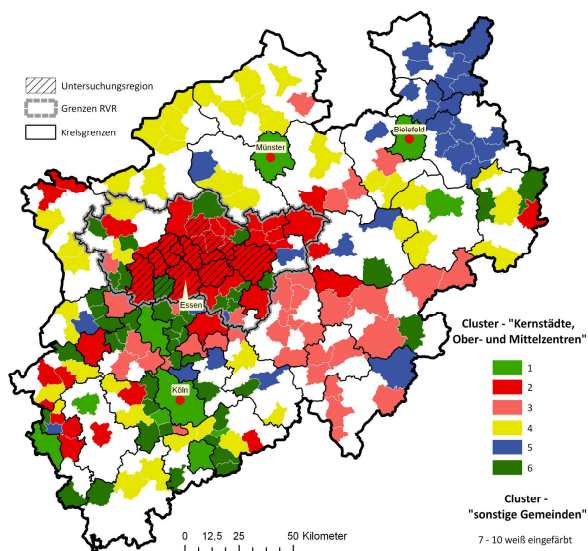 Untersuchungsregion
Grenzen RVR
Kreisgrenzen
Münster
Bielefeld
Essen
Köln
Cluster - "Kernstädte,
Ober- und Mittelzentren"
1
2
3
4
5
6
Cluster -
"sonstige Gemeinden"
7 - 10 weiß eingefärbt
0 12,5 25 50 Kilometer